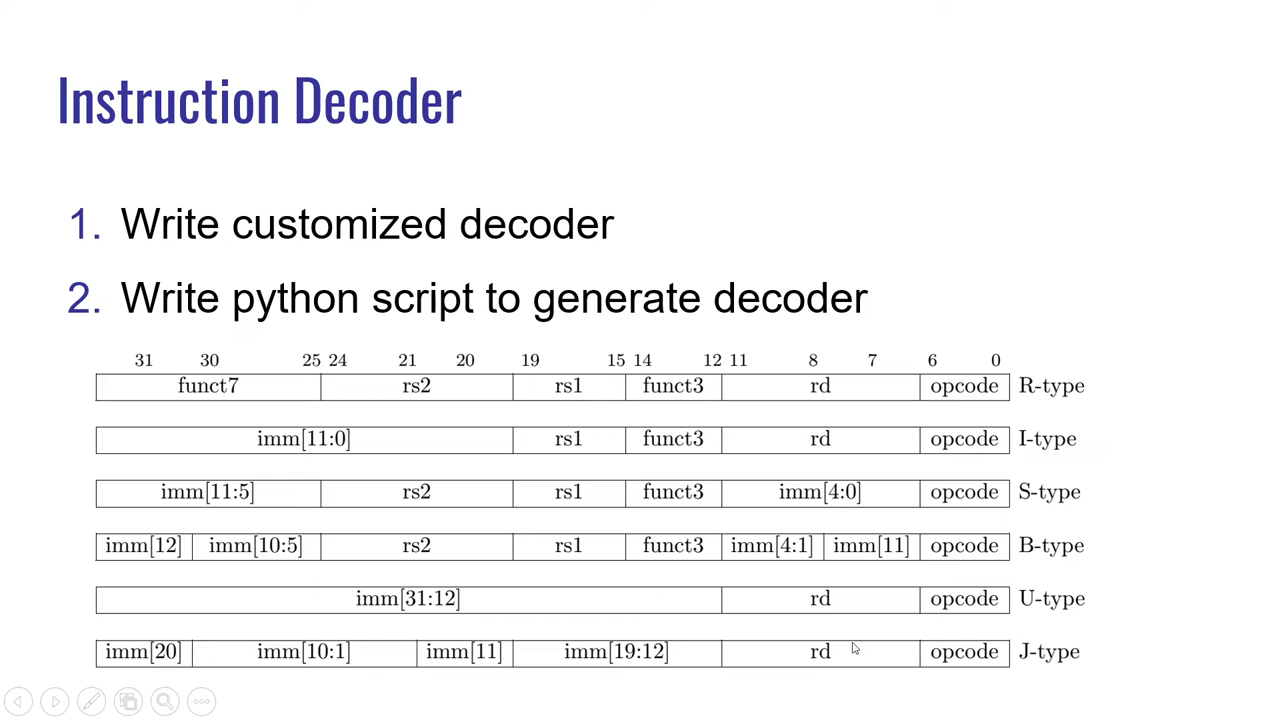 Instruction Decoder
1. Write customized decoder
2. Write python script to generate decoder
31 30 25 24 21 20 19 15 14 12 11 8 7 6 0
funct7 rs2 rs1 funct3 rd opcode R-type
imm[11:0] rs1 funct3 rd opcode I-type
imm[11:5] rs2 rs1 funct3 imm[4:0] opcode S-type
imm[12] imm[10:5] rs2 rs1 funct3 imm[4:1] imm[11] opcode B-type
imm[31:12] rd opcode U-type
imm[20] imm[10:1] imm[11] imm[19:12] rd opcode J-type